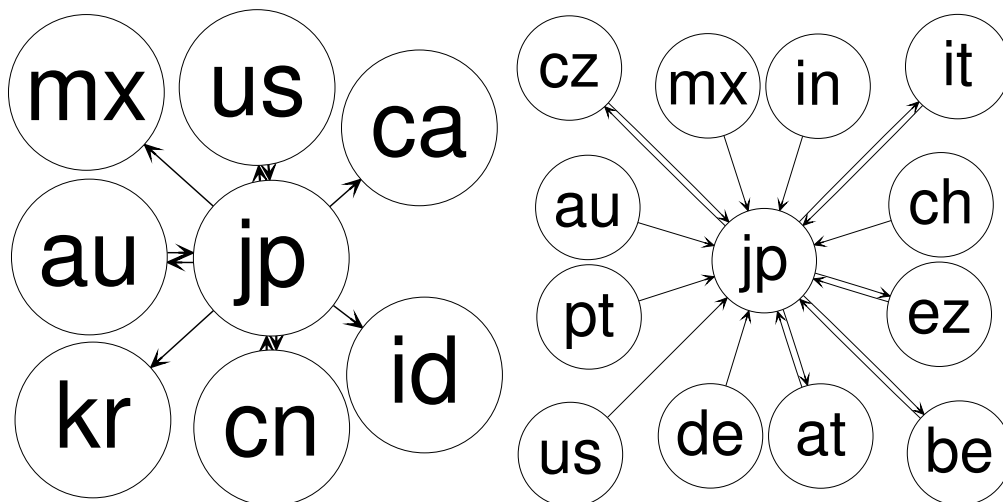 mx
us
ca
au
jp
kr
cn
id
cz
mx
in
it
au
ch
jp
pt
ez
us
de
at
be